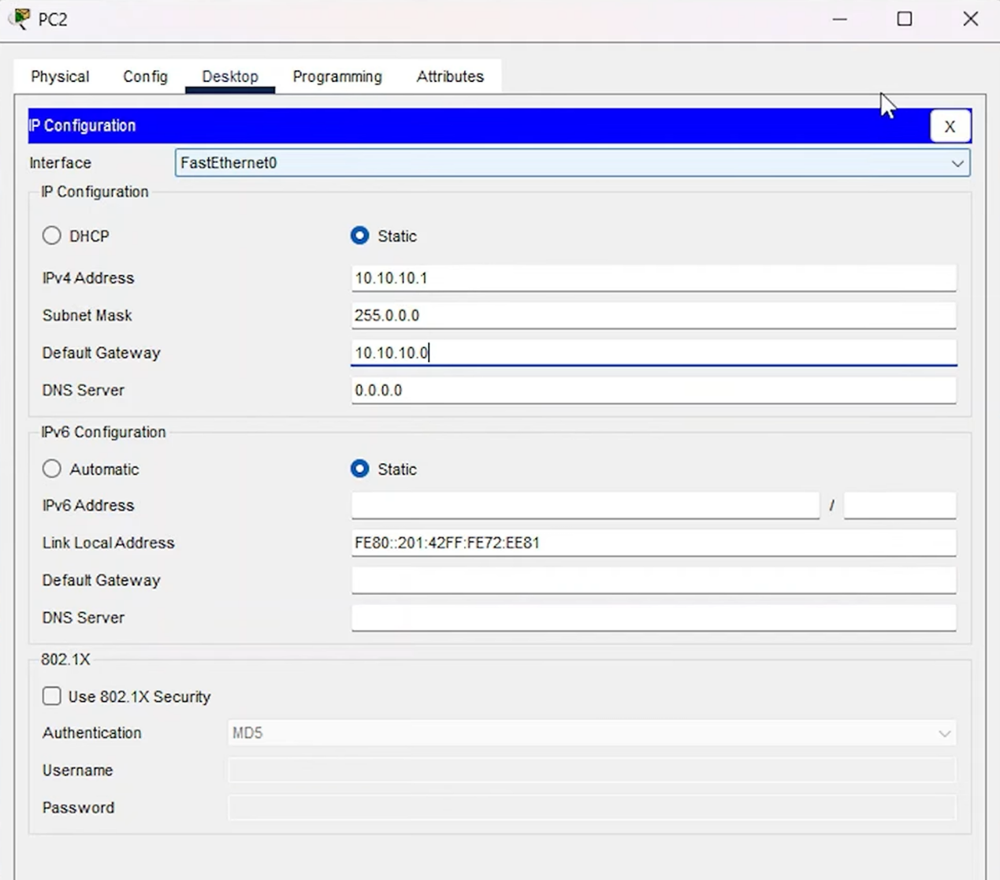 PC2
Physical Config Desktop Programming Attributes
IP Configuration X
Interface FastEthernet0
IP Configuration
DHCP Static
IPv4 Address 10.10.10.1
Subnet Mask 255.0.0.0
Default Gateway 10.10.10.0
DNS Server 0.0.0.0
IPv6 Configuration
Automatic Static
IPv6 Address /
Link Local Address FE80::201:42FF:FE72:EE81
Default Gateway
DNS Server
802.1X
Use 802.1X Security
Authentication MD5
Username
Password